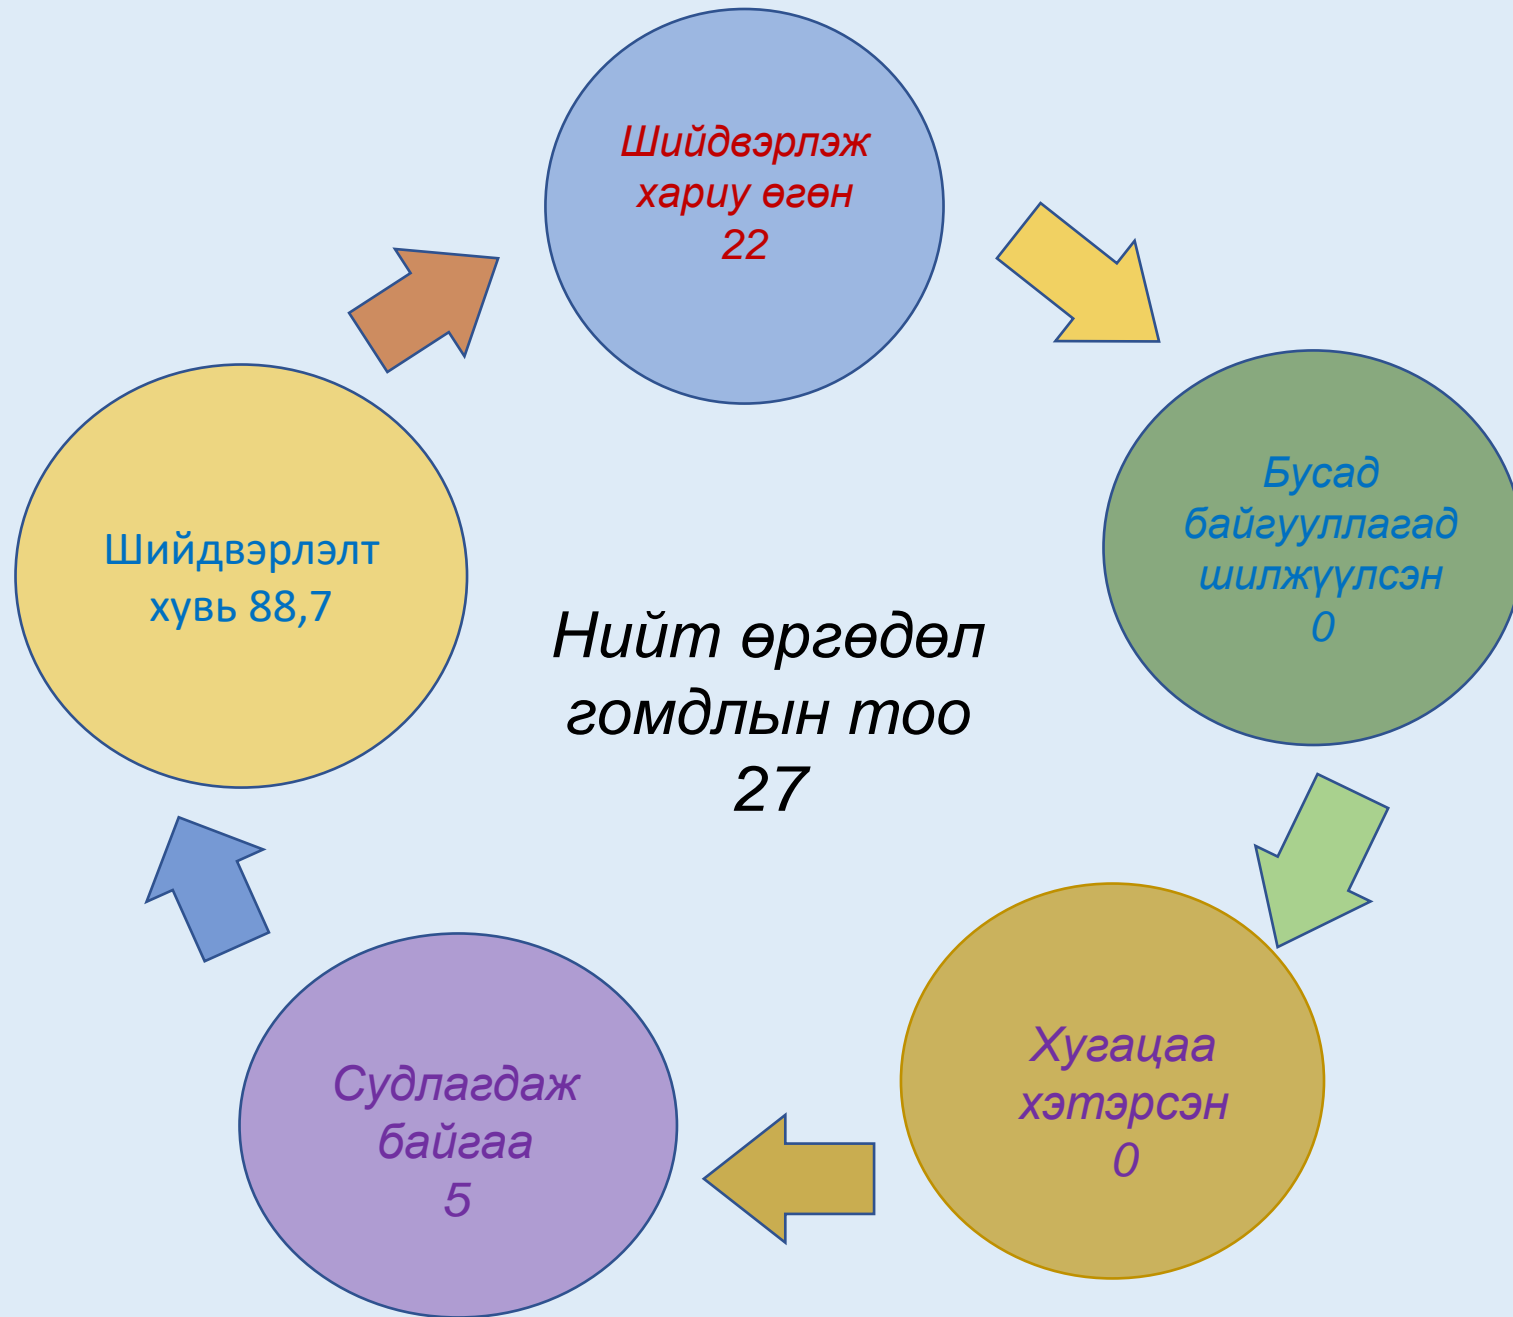 Шийдвэрлэж
хариу өгөн
22
Бусад
байгууллагад
шилжүүлсэн
0
Хугацаа
хэтэрсэн
0
Судлагдаж
байгаа
5
Шийдвэрлэлт
хувь 88,7
Нийт өргөдөл
гомдлын тоо
27